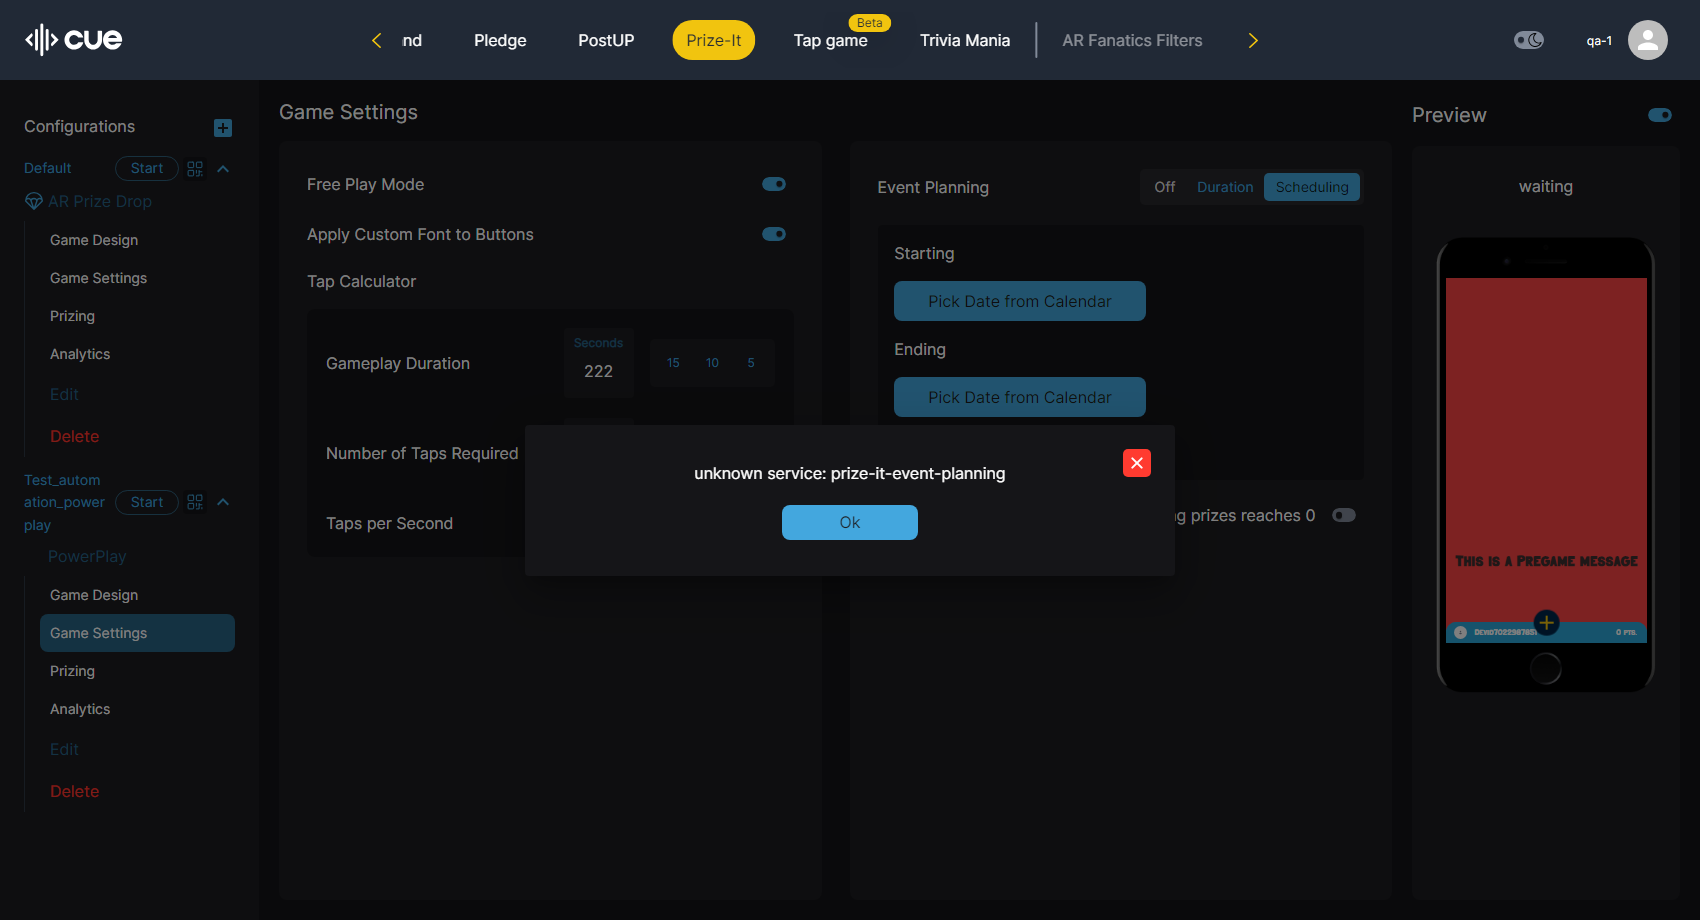 cue
nd
Pledge
PostUP
Prize-It
Beta
Tap game
Trivia Mania
AR Fanatics Filters
qa-1
Configurations
Default
Start
AR Prize Drop
Game Design
Game Settings
Prizing
Analytics
Edit
Delete
Test_autom
ation_power
play
Start
PowerPlay
Game Design
Game Settings
Prizing
Analytics
Edit
Delete
Game Settings
Free Play Mode
Apply Custom Font to Buttons
Tap Calculator
Gameplay Duration
Seconds
222
15 10 5
Number of Taps Required
Taps per Second
Event Planning
Off Duration Scheduling
Starting
Pick Date from Calendar
Ending
Pick Date from Calendar
g prizes reaches 0
unknown service: prize-it-event-planning
Ok
Preview
waiting
This is a Pregame message
0 pts.